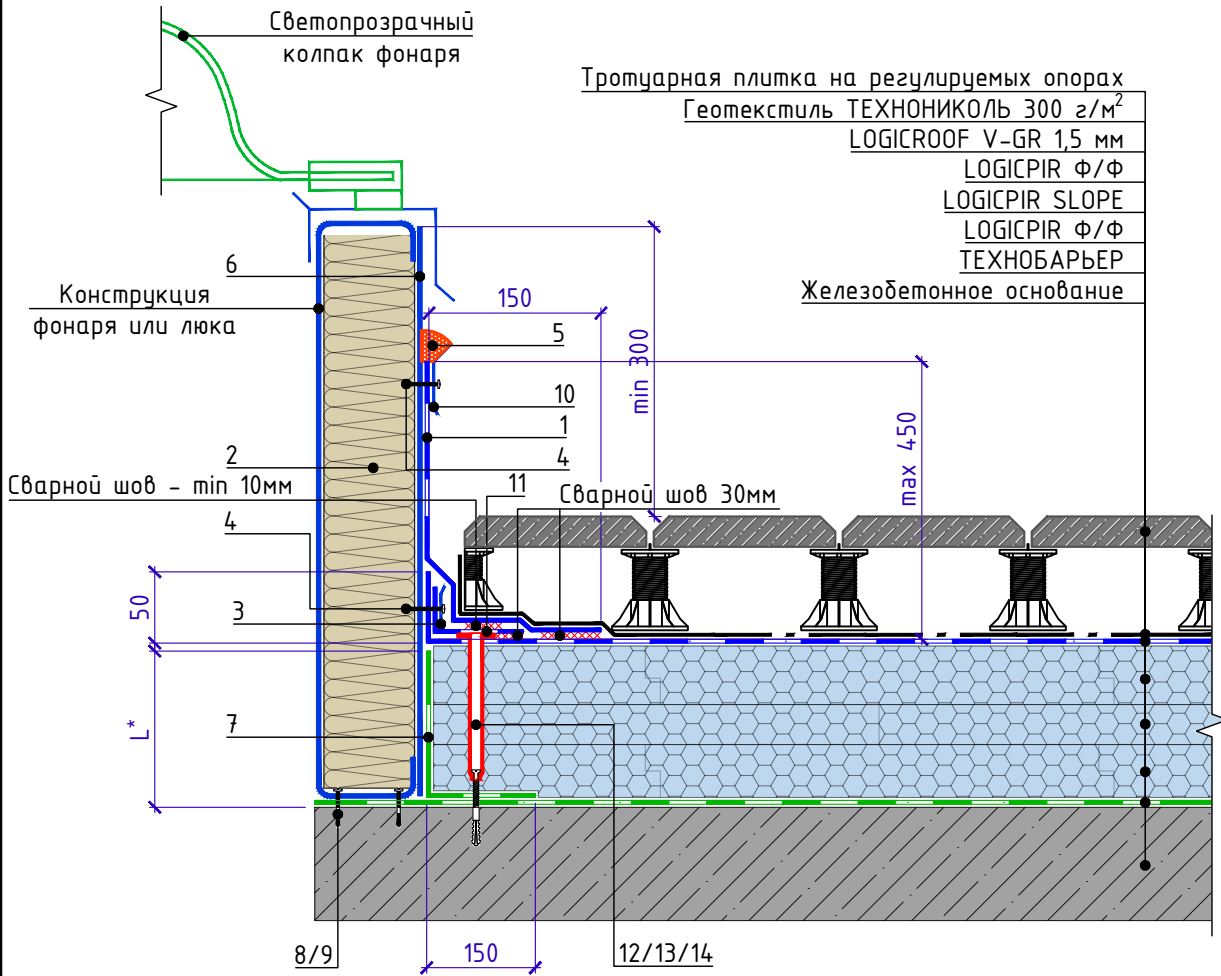 Светопрозрачный
колпак фонаря
Тротуарная плитка на регулируемых опорах
Геотекстиль ТЕХНОНИКОЛЬ 300 г/м²
LOGICROOF V-GR 1,5 мм
LOGICPIR Ф/Ф
LOGICPIR SLOPE
LOGICPIR Ф/Ф
ТЕХНОБАРЬЕР
Железобетонное основание
6
Конструкция
фонаря или люка
150
5
min 300
10
1
max 450
2
4
Сварной шов - min 10мм
11
Сварной шов 30мм
4
50
3
L*
7
8/9
150
12/13/14